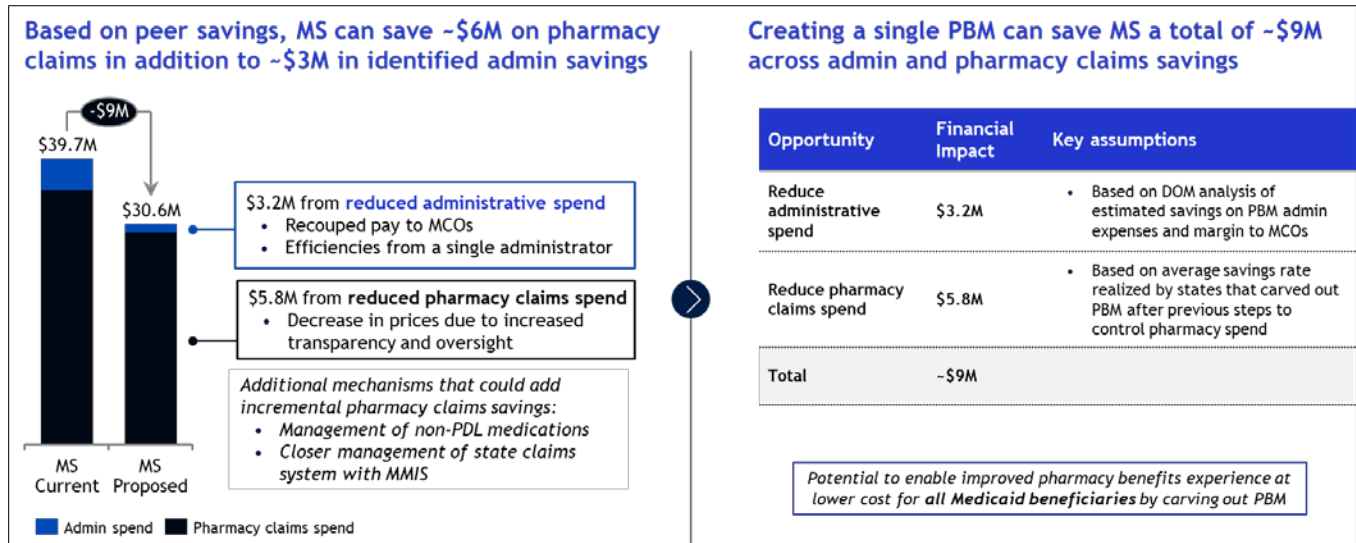 Based on peer savings, MS can save ~$6M on pharmacy
claims in addition to ~$3M in identified admin savings
-$9M
$39.7M
$30.6M
$3.2M from reduced administrative spend
• Recouped pay to MCOs
• Efficiencies from a single administrator
$5.8M from reduced pharmacy claims spend
• Decrease in prices due to increased
transparency and oversight
Additional mechanisms that could add
incremental pharmacy claims savings:
• Management of non-PDL medications
• Closer management of state claims
system with MMIS
MS
Current
MS
Proposed
Admin spend
Pharmacy claims spend
Creating a single PBM can save MS a total of ~$9M
across admin and pharmacy claims savings
Opportunity
Financial
Impact
Key assumptions
Reduce
administrative
spend
$3.2M
• Based on DOM analysis of
estimated savings on PBM admin
expenses and margin to MCOs
Reduce pharmacy
claims spend
$5.8M
• Based on average savings rate
realized by states that carved out
PBM after previous steps to
control pharmacy spend
Total
~$9M
Potential to enable improved pharmacy benefits experience at
lower cost for all Medicaid beneficiaries by carving out PBM